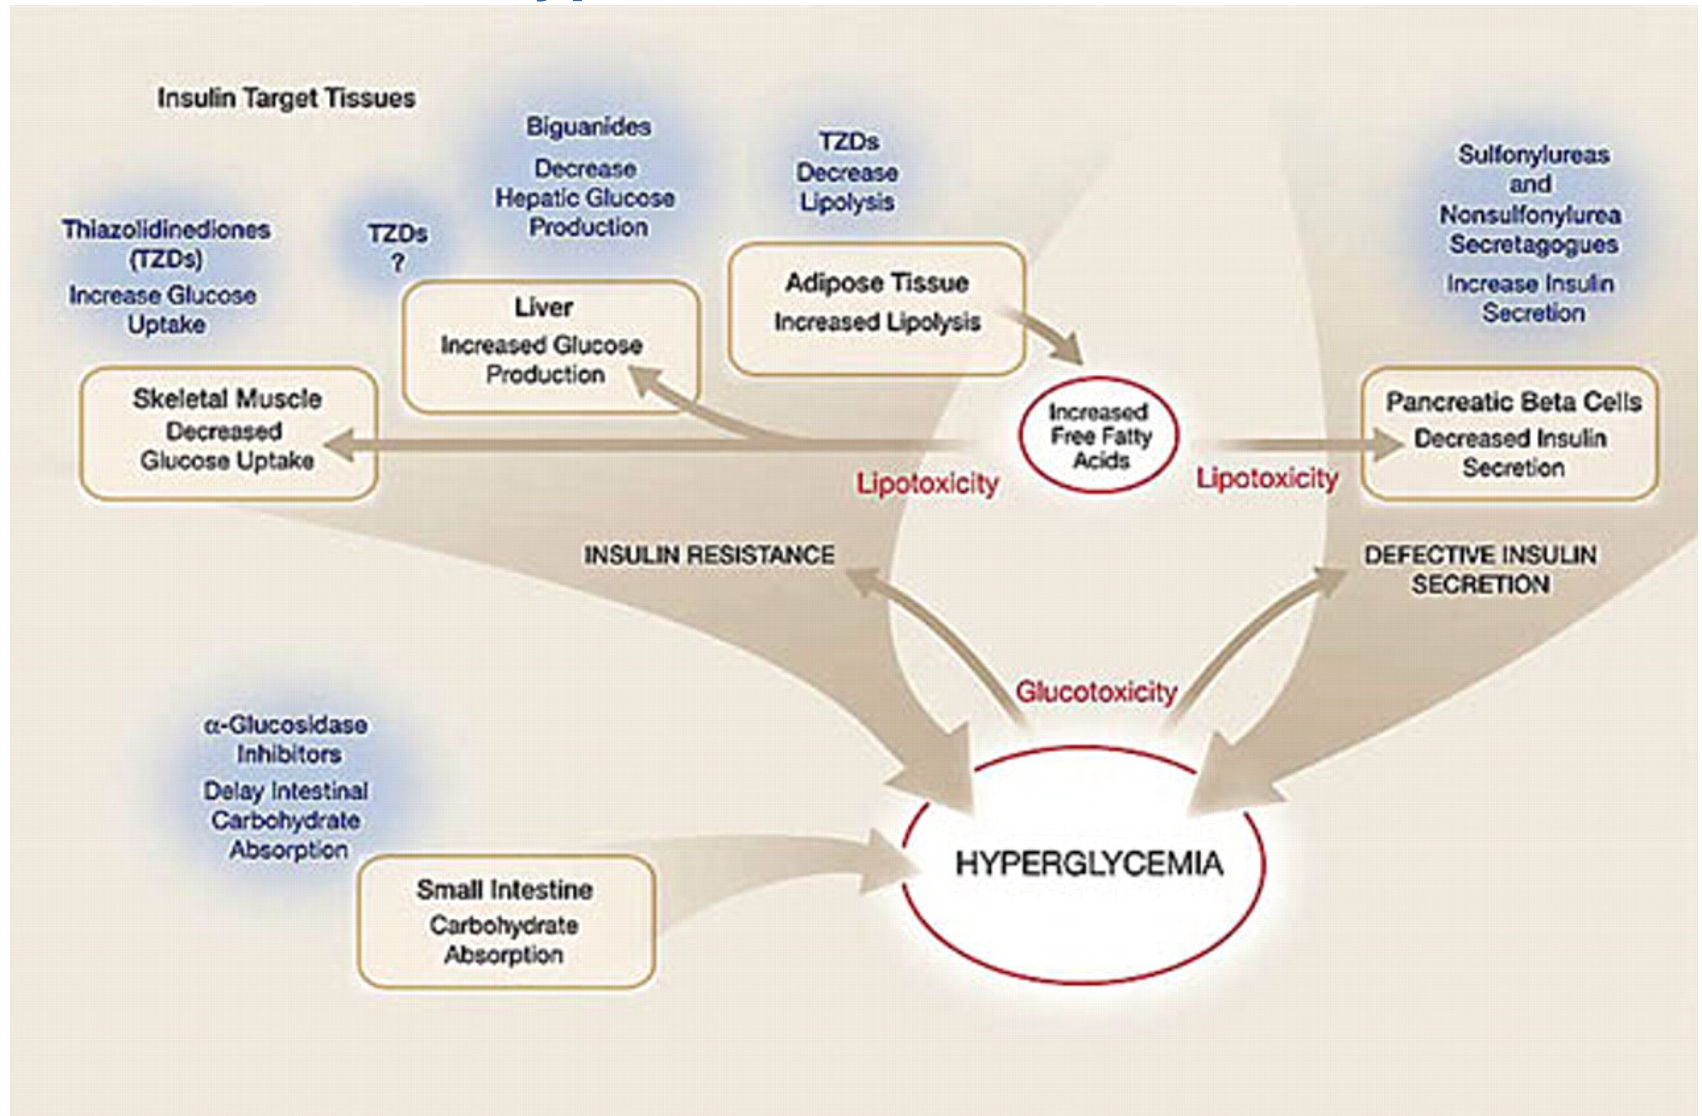 Insulin Target Tissues
Biguanides
Decrease
Hepatic Glucose
Production
TZDs
Decrease
Lipolysis
Sulfonylureas
and
Nonsulfonylurea
Secretagogues
Increase Insulin
Secretion
Thiazolidinediones
(TZDs)
Increase Glucose
Uptake
TZDs
?
Liver
Increased Glucose
Production
Adipose Tissue
Increased Lipolysis
Skeletal Muscle
Decreased
Glucose Uptake
Increased
Free Fatty
Acids
Pancreatic Beta Cells
Decreased Insulin
Secretion
Lipotoxicity
Lipotoxicity
INSULIN RESISTANCE
DEFECTIVE INSULIN
SECRETION
Glucotoxicity
α-Glucosidase
Inhibitors
Delay Intestinal
Carbohydrate
Absorption
Small Intestine
Carbohydrate
Absorption
HYPERGLYCEMIA